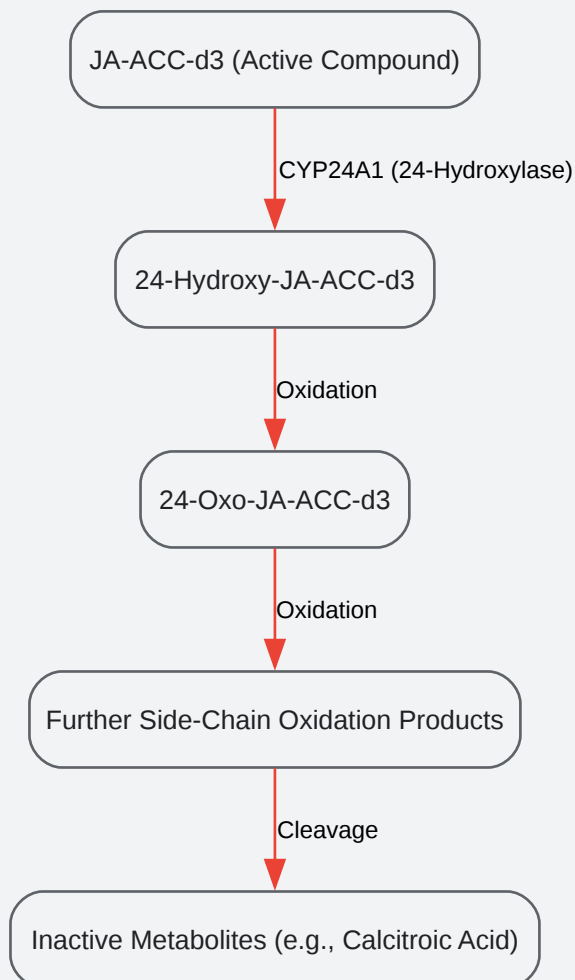 JA-ACC-d3 (Active Compound)
CYP24A1 (24-Hydroxylase)
24-Hydroxy-JA-ACC-d3
Oxidation
24-Oxo-JA-ACC-d3
Oxidation
Further Side-Chain Oxidation Products
Cleavage
Inactive Metabolites (e.g., Calcitroic Acid)